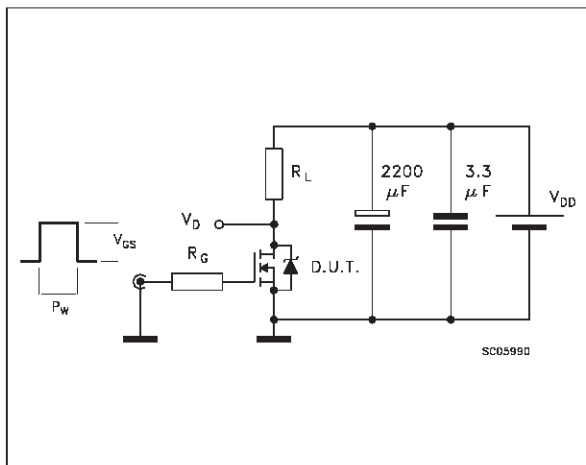 2200
μF
3.3
μF
R_L
V_DD
V_D
V_GS
R_G
D.U.T.
P_W
SC05990